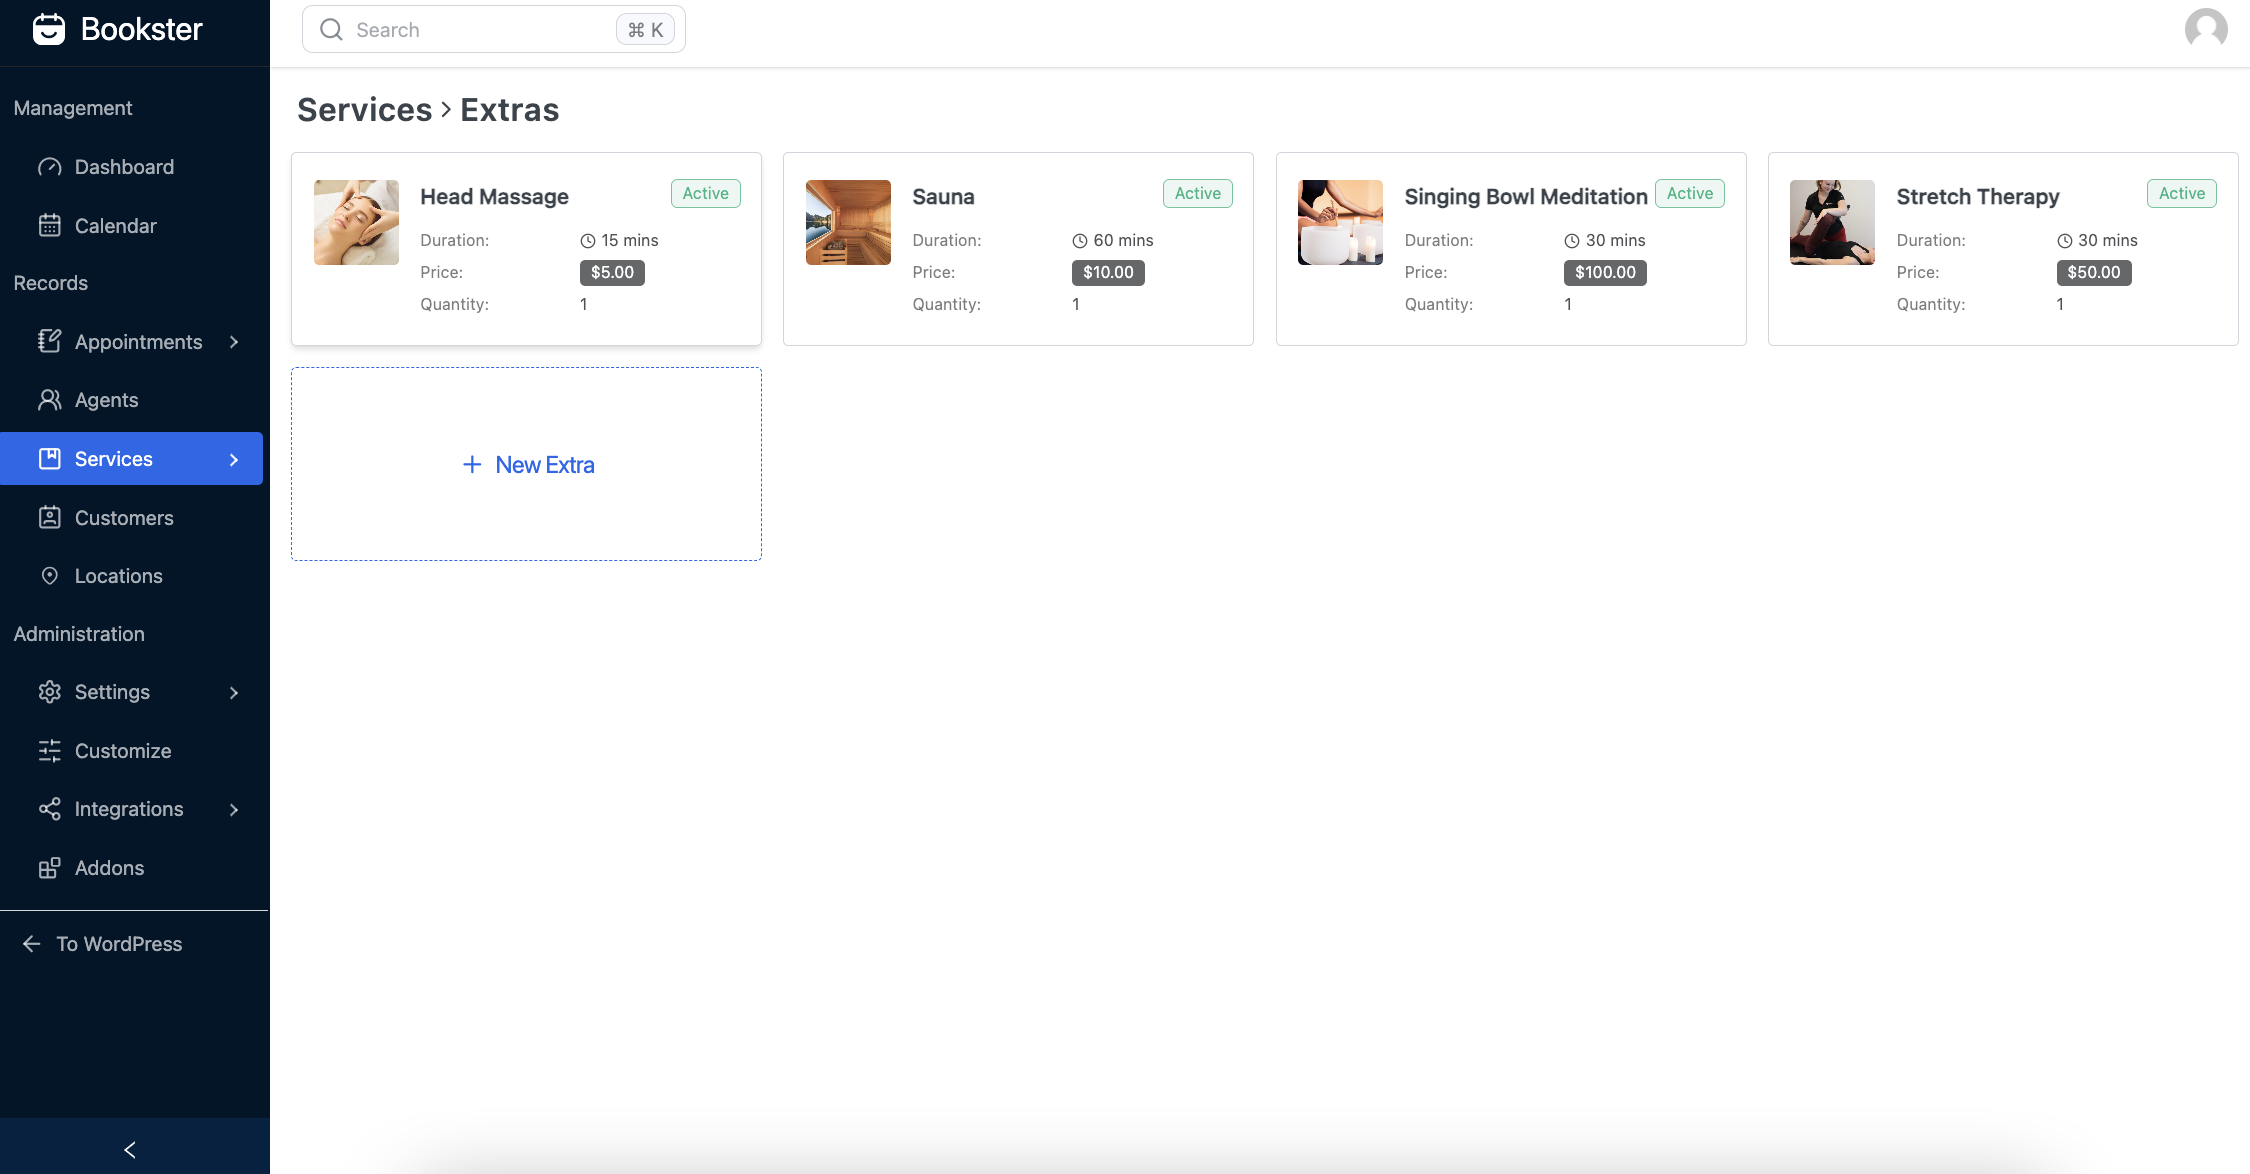 Bookster
Search
⌘ K
Management
Dashboard
Calendar
Records
Appointments
Agents
Services
Customers
Locations
Administration
Settings
Customize
Integrations
Addons
To WordPress
Services > Extras
Head Massage
Active
Duration: 15 mins
Price: $5.00
Quantity: 1
Sauna
Active
Duration: 60 mins
Price: $10.00
Quantity: 1
Singing Bowl Meditation
Active
Duration: 30 mins
Price: $100.00
Quantity: 1
Stretch Therapy
Active
Duration: 30 mins
Price: $50.00
Quantity: 1
+ New Extra